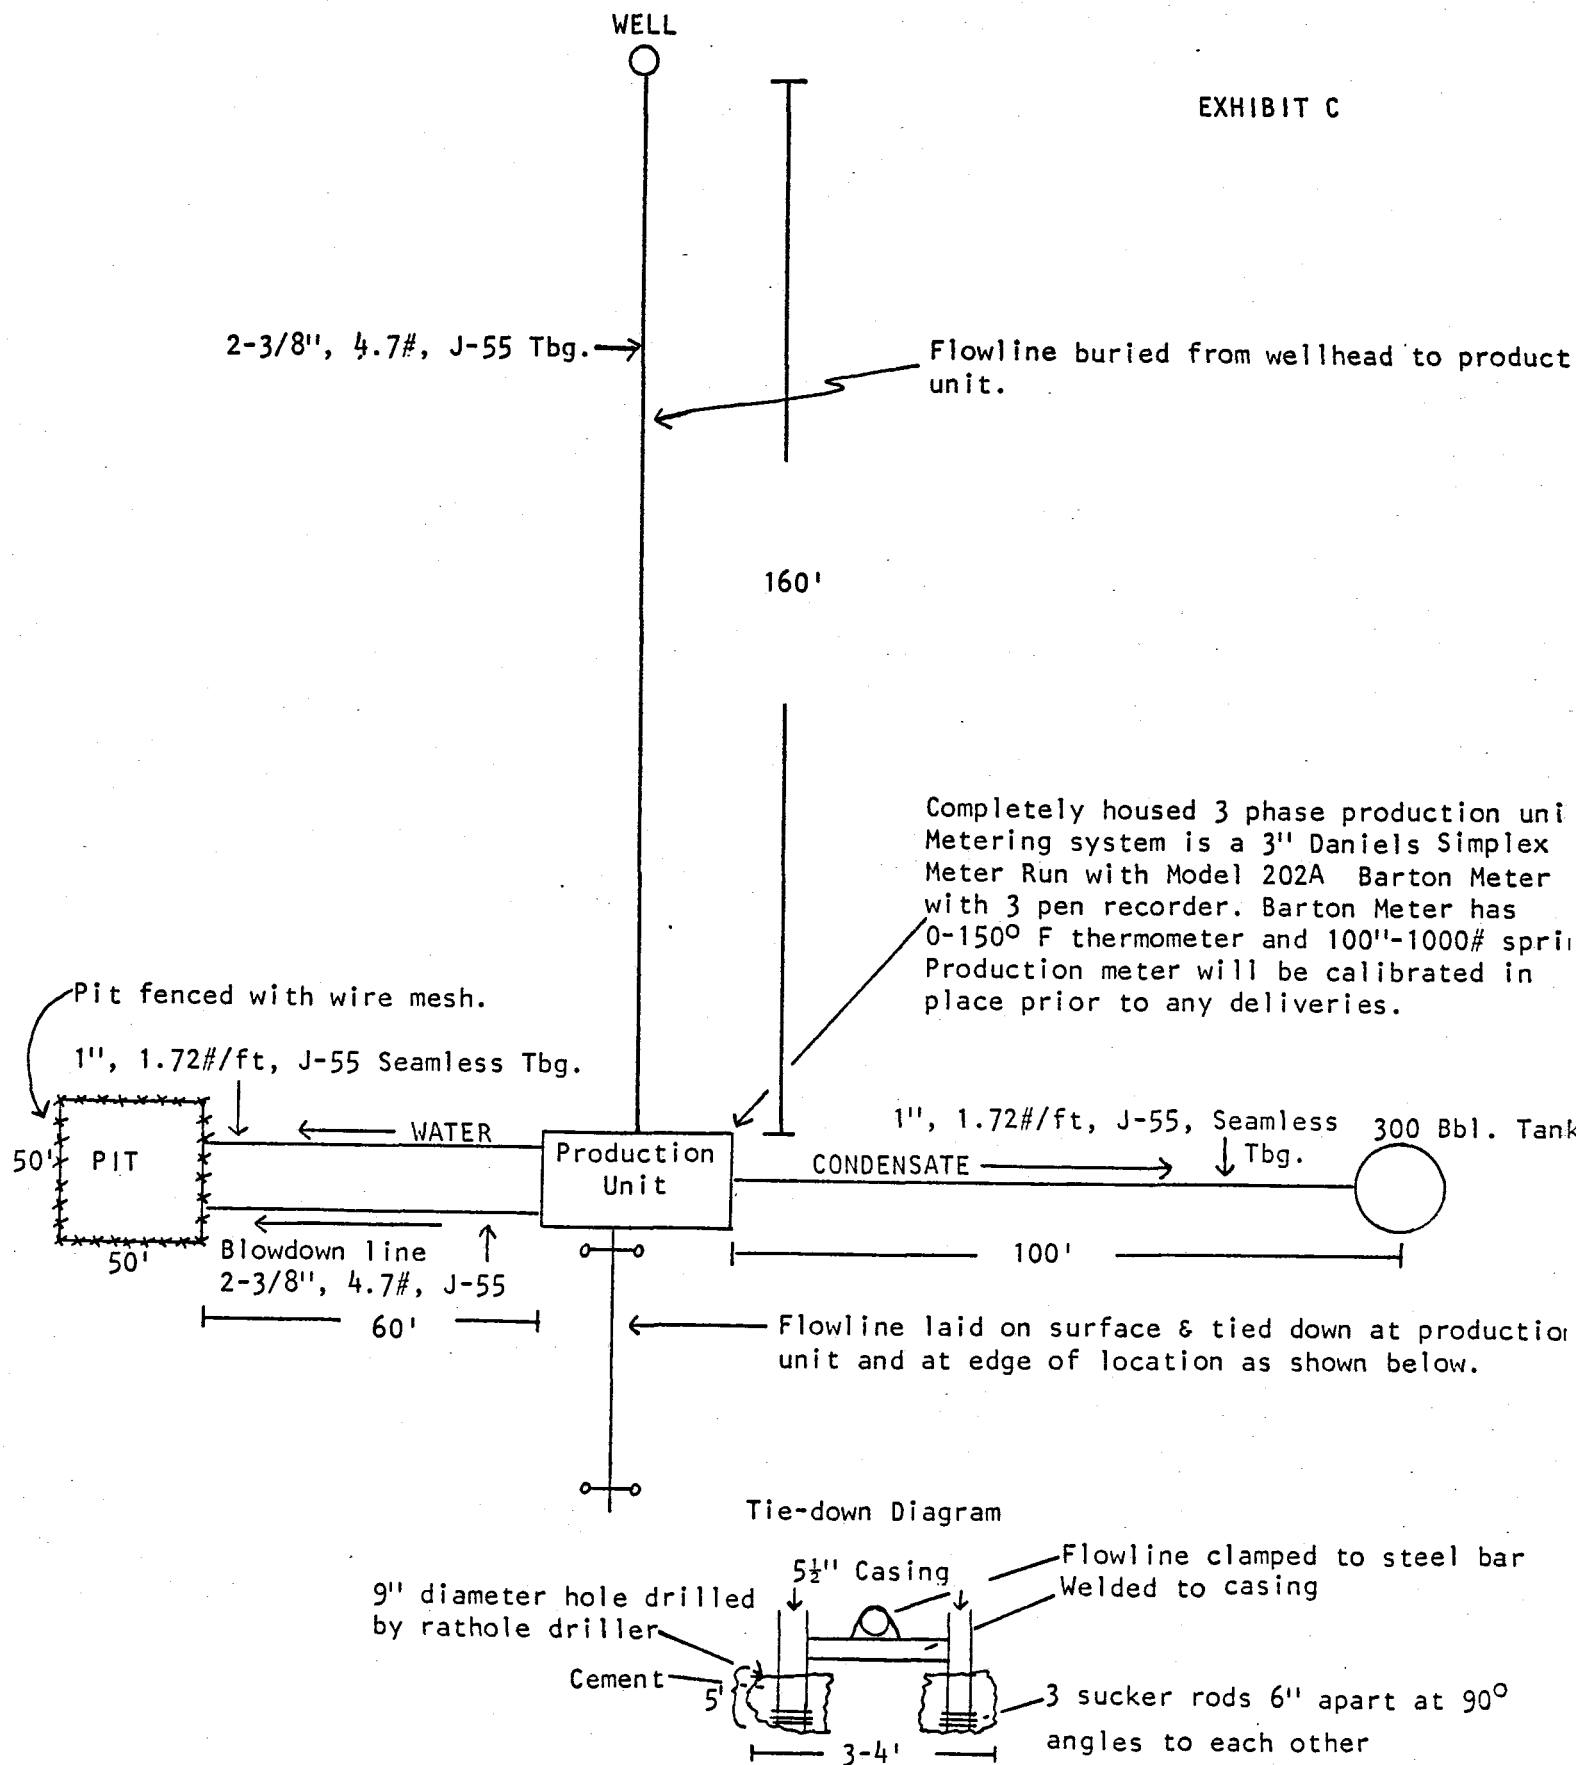 WELL
EXHIBIT C
2-3/8", 4.7#, J-55 Tbg.
Flowline buried from wellhead to product
unit.
160'
Completely housed 3 phase production uni
Metering system is a 3" Daniels Simplex
Meter Run with Model 202A Barton Meter
with 3 pen recorder. Barton Meter has
0-150° F thermometer and 100"-1000# spri
Production meter will be calibrated in
place prior to any deliveries.
Pit fenced with wire mesh.
1", 1.72#/ft, J-55 Seamless Tbg.
WATER
50'
PIT
50'
Production
Unit
CONDENSATE
1", 1.72#/ft, J-55, Seamless
Tbg.
300 Bbl. Tank
Blowdown line
2-3/8", 4.7#, J-55
60'
100'
Flowline laid on surface & tied down at production
unit and at edge of location as shown below.
Tie-down Diagram
5½" Casing
Flowline clamped to steel bar
Welded to casing
9" diameter hole drilled
by rathole driller
Cement
5'
3 sucker rods 6" apart at 90°
angles to each other
3-4'